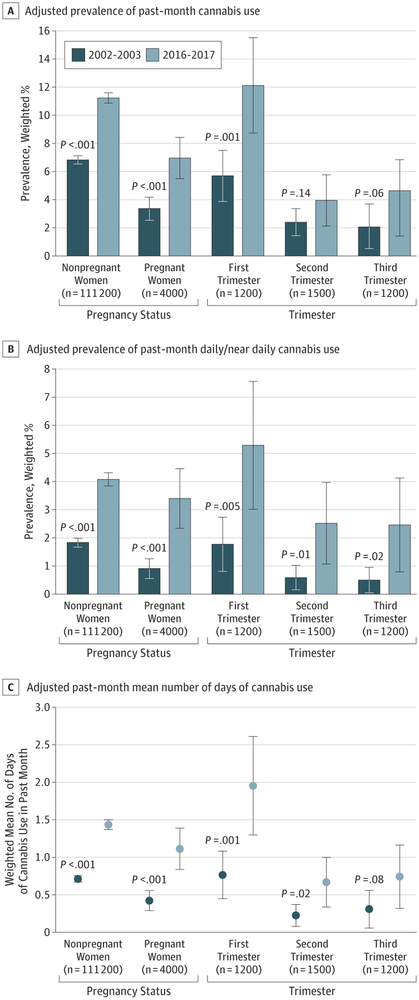 A Adjusted prevalence of past-month cannabis use
16
14
12
10
8
6
4
2
0
Prevalence, Weighted %
2002-2003 2016-2017
P <.001
P <.001
P =.001
P =.14
P =.06
Nonpregnant
Women
(n=111200)
Pregnant
Women
(n=4000)
First
Trimester
(n=1200)
Second
Trimester
(n=1500)
Third
Trimester
(n=1200)
Pregnancy Status
Trimester
B Adjusted prevalence of past-month daily/near daily cannabis use
8
7
6
5
4
3
2
1
0
Prevalence, Weighted %
P <.001
P <.001
P =.005
P =.01
P =.02
Nonpregnant
Women
(n=111200)
Pregnant
Women
(n=4000)
First
Trimester
(n=1200)
Second
Trimester
(n=1500)
Third
Trimester
(n=1200)
Pregnancy Status
Trimester
C Adjusted past-month mean number of days of cannabis use
3.0
2.5
2.0
1.5
1.0
0.5
0
Weighted Mean No. of Days
of Cannabis Use in Past Month
P <.001
P <.001
P =.001
P =.02
P =.08
Nonpregnant
Women
(n=111200)
Pregnant
Women
(n=4000)
First
Trimester
(n=1200)
Second
Trimester
(n=1500)
Third
Trimester
(n=1200)
Pregnancy Status
Trimester